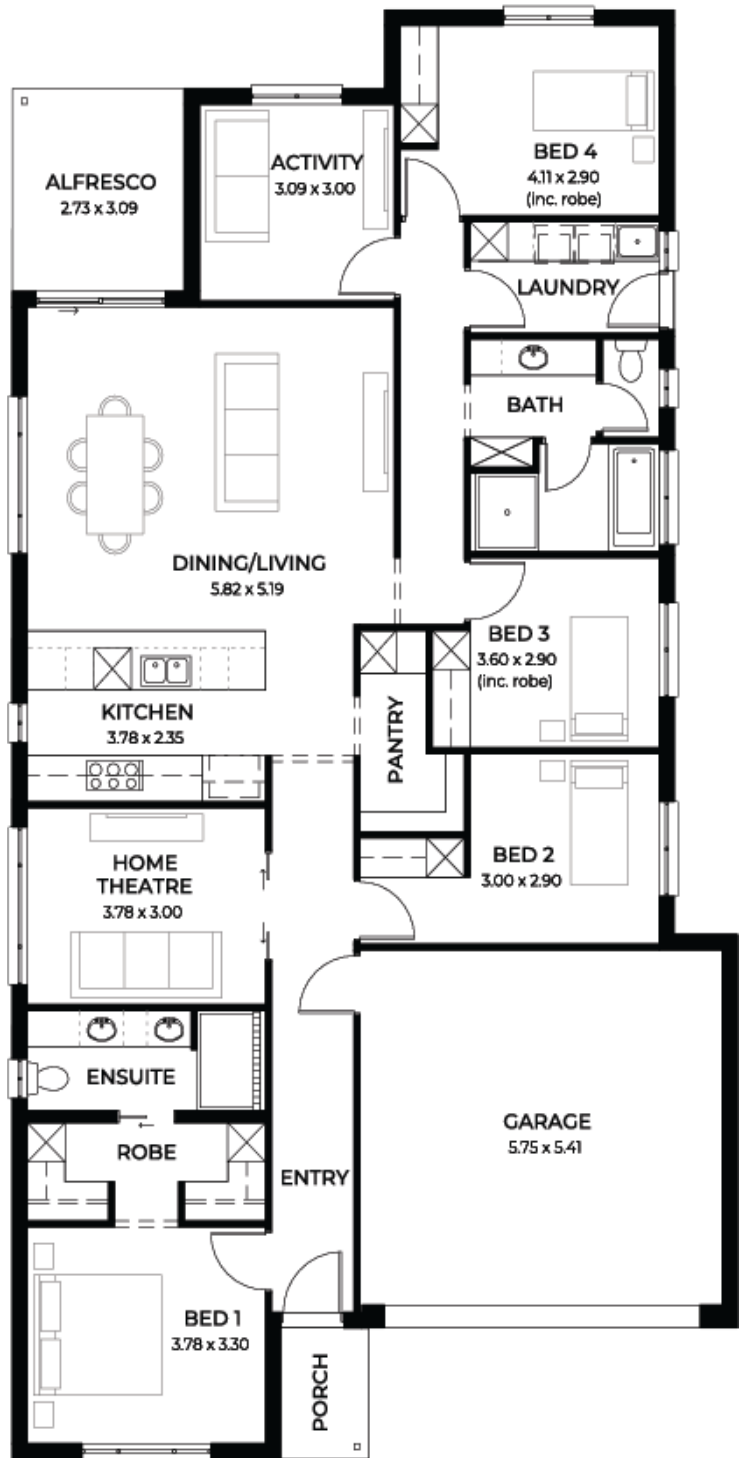 BED 4
4.11 x 2.90
(inc. robe)
ACTIVITY
3.09 x 3.00
ALFRESCO
2.73 x 3.09
LAUNDRY
BATH
DINING/LIVING
5.82 x 5.19
BED 3
3.60 x 2.90
(inc. robe)
KITCHEN
3.78 x 2.35
PANTRY
BED 2
3.00 x 2.90
HOME
THEATRE
3.78 x 3.00
ENSUITE
ROBE
GARAGE
5.75 x 5.41
ENTRY
BED 1
3.78 x 3.30
PORCH